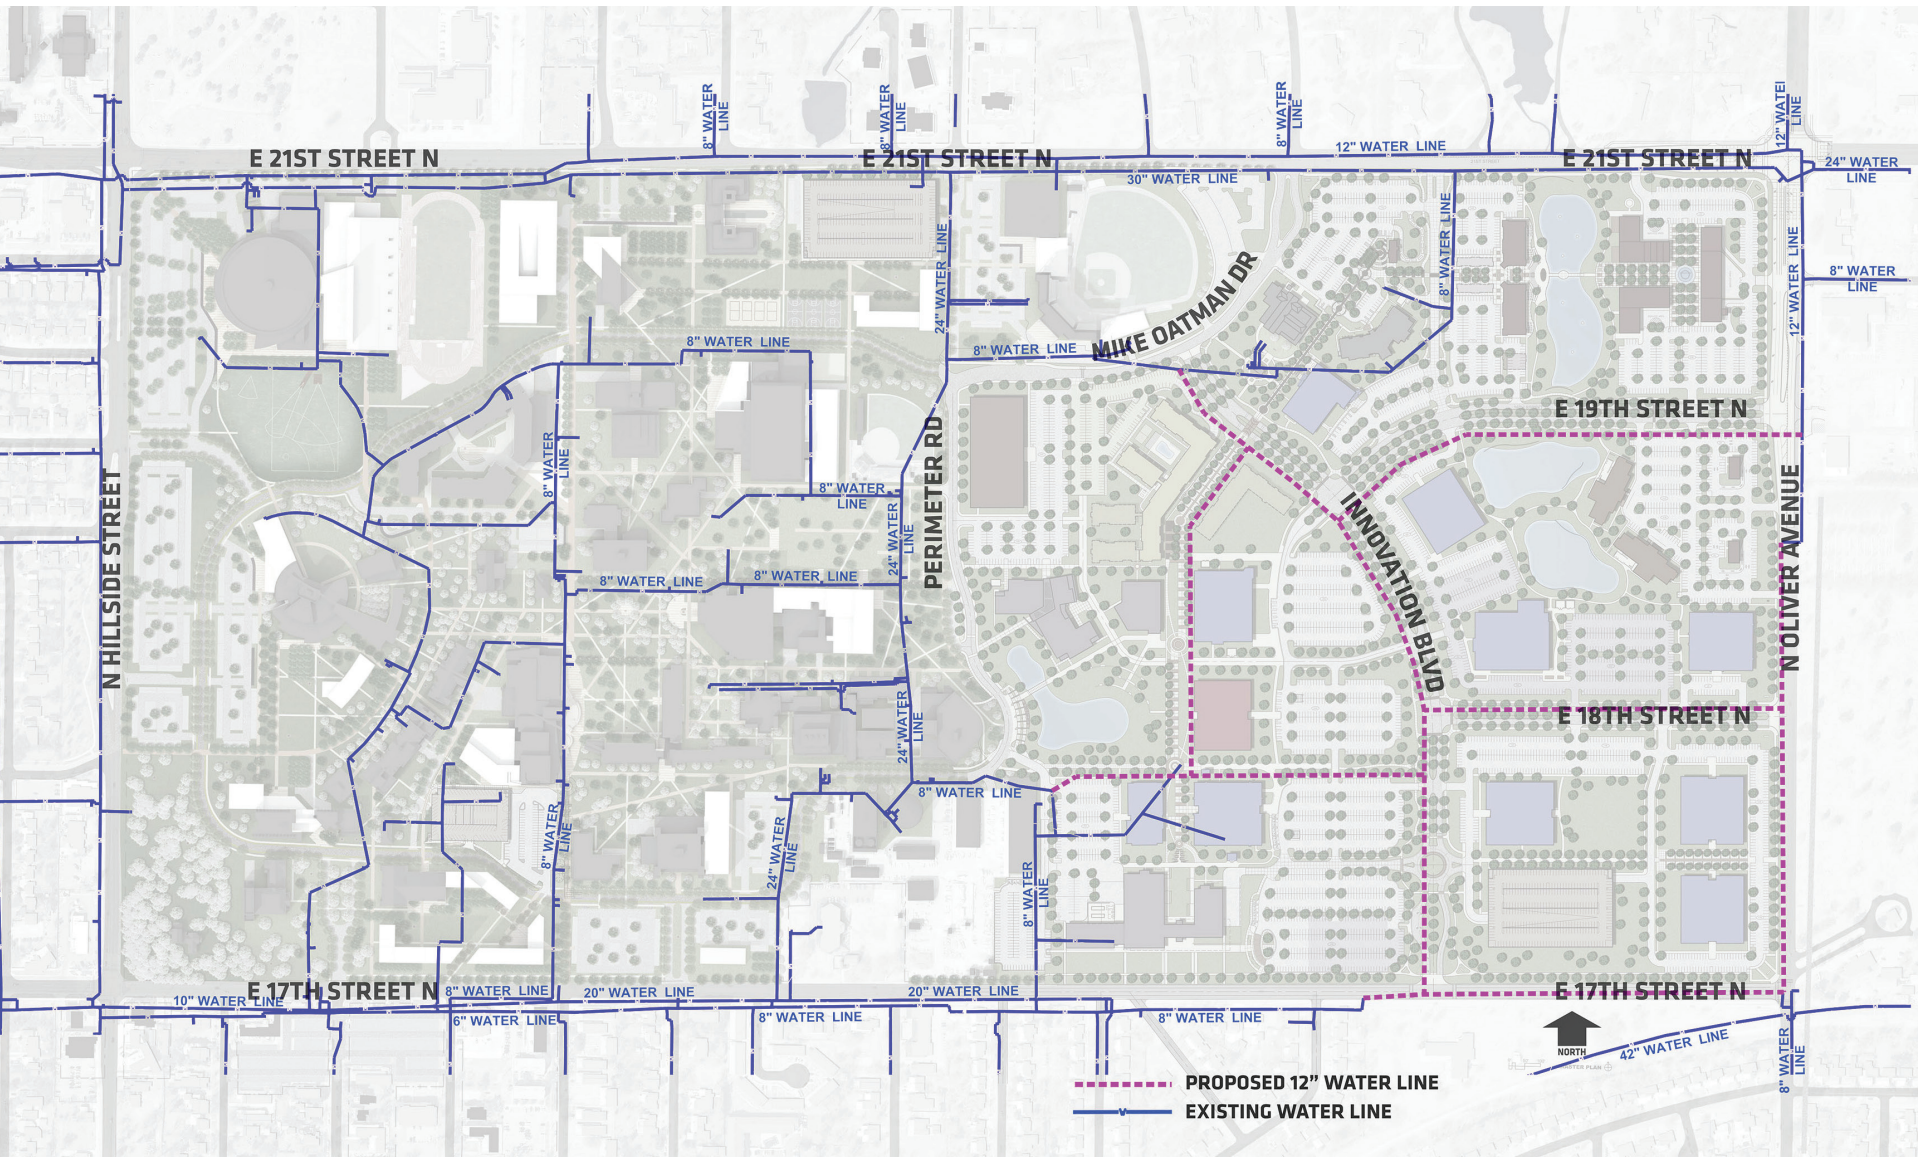 8" WATER
LINE
8" WATER
LINE
8" WATER
LINE
12" WATER
LINE
E 21ST STREET N
E 21ST STREET N
12" WATER LINE
E 21ST STREET N
24" WATER
LINE
30" WATER LINE
8" WATER LINE
24" WATER LINE
12" WATER LINE
8" WATER
LINE
MIKE OATMAN DR
8" WATER LINE
8" WATER LINE
E 19TH STREET N
PERIMETER RD
8" WATER
LINE
8" WATER
LINE
24" WATER
LINE
N HILLSIDE STREET
INNOVATION BLVD
N OLIVER AVENUE
8" WATER LINE
8" WATER LINE
24" WATER
LINE
E 18TH STREET N
8" WATER LINE
8" WATER
LINE
24" WATER
LINE
8" WATER
LINE
E 17TH STREET N
10" WATER LINE
8" WATER LINE
20" WATER LINE
20" WATER LINE
E 17TH STREET N
6" WATER LINE
8" WATER LINE
8" WATER LINE
NORTH
42" WATER LINE
8" WATER
LINE
PROPOSED 12” WATER LINE
EXISTING WATER LINE